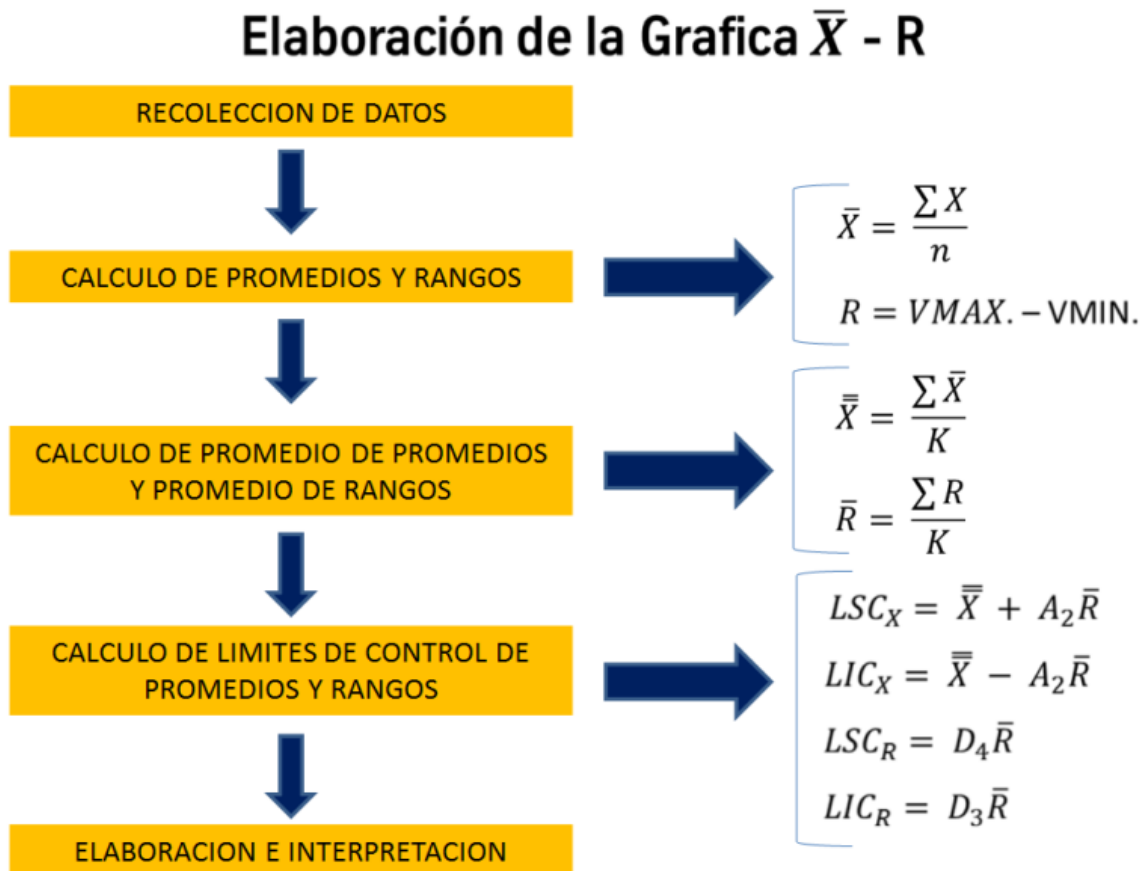 Elaboración de la Grafica X̅ - R
RECOLECCION DE DATOS
CALCULO DE PROMEDIOS Y RANGOS
X̅ = ∑ X / n
R = VMAX. – VMIN.
CALCULO DE PROMEDIO DE PROMEDIOS
Y PROMEDIO DE RANGOS
X̿ = ∑ X̅ / K
R̅ = ∑ R / K
CALCULO DE LIMITES DE CONTROL DE
PROMEDIOS Y RANGOS
LSC_X = X̿ + A₂R̅
LIC_X = X̿ − A₂R̅
LSC_R = D₄R̅
LIC_R = D₃R̅
ELABORACION E INTERPRETACION